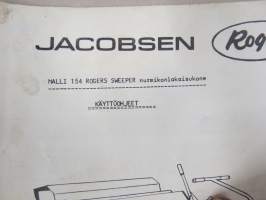 JACOBSEN
MALLI 154 ROGERS SWEEPER nurmikonlakaisukone
KÄYTTÖOHJEET